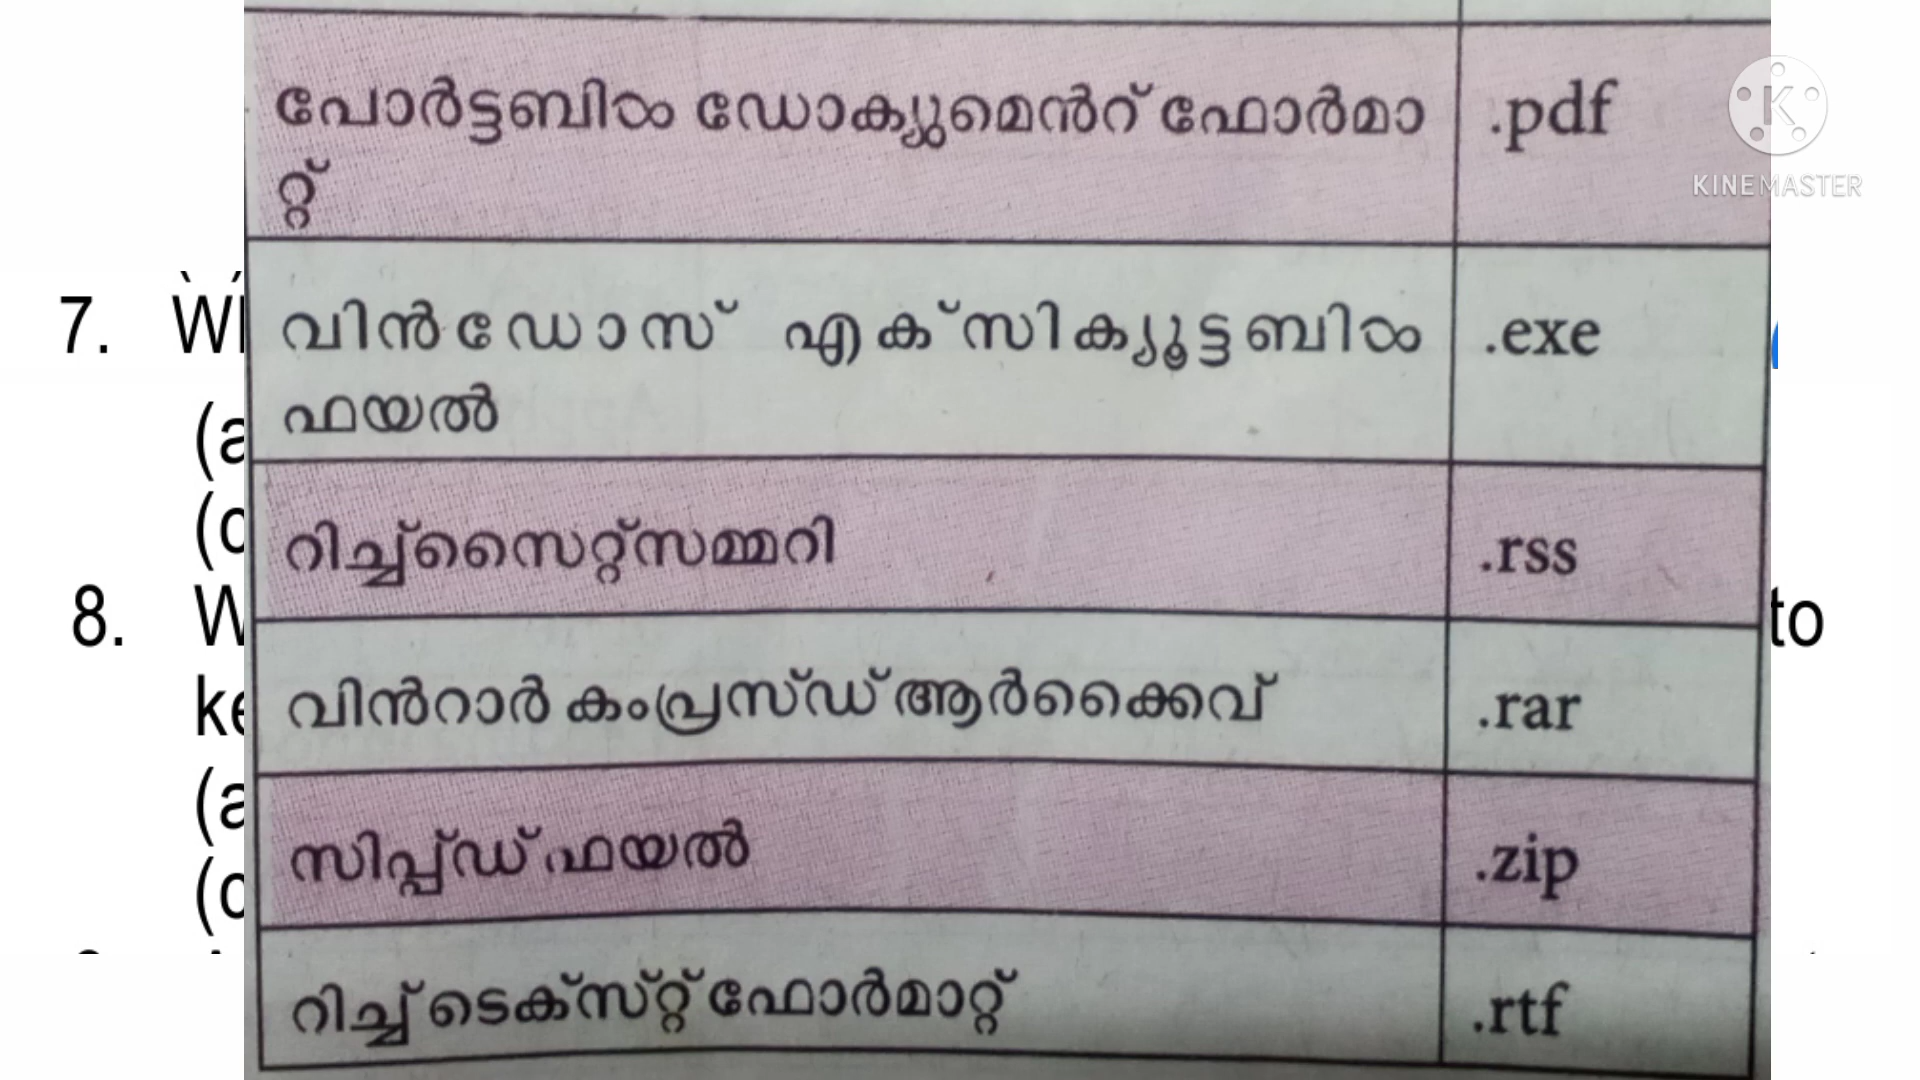 പോർട്ടബിൾ ഡോക്യുമെൻറ് ഫോർമാ .pdf
റ്റ്
KINEMASTER
വിൻഡോസ് എക്സിക്യൂട്ടബിൾ .exe
ഫയൽ
റിച്ച്സൈറ്റ്സമ്മറി .rss
വിൻറാർ കംപ്രസ്ഡ് ആർക്കൈവ് .rar
സിപ്പ്ഡ് ഫയൽ .zip
റിച്ച് ടെക്സ്റ്റ് ഫോർമാറ്റ് .rtf
7.
8. to